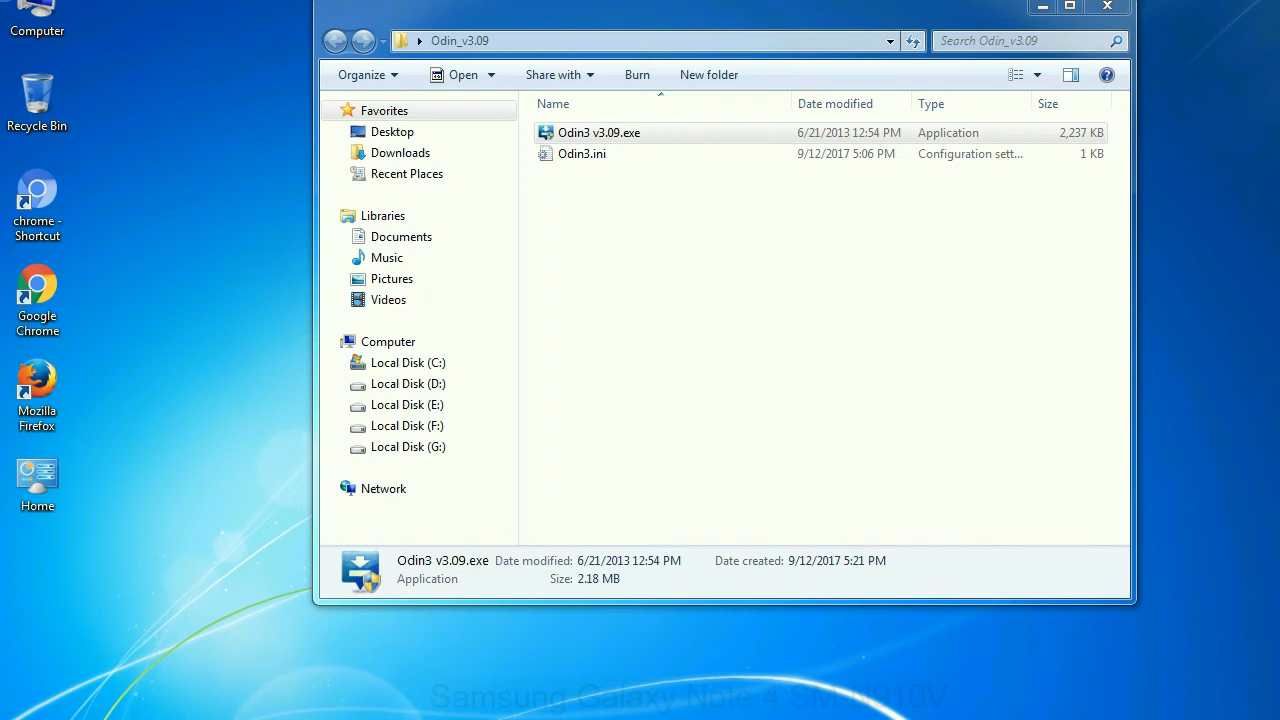 Computer
Recycle Bin
chrome -
Shortcut
Google
Chrome
Mozilla
Firefox
Home
Odin_v3.09
Search Odin_v3.09
Organize
Open
Share with
Burn
New folder
Favorites
Desktop
Downloads
Recent Places
Libraries
Documents
Music
Pictures
Videos
Computer
Local Disk (C:)
Local Disk (D:)
Local Disk (E:)
Local Disk (F:)
Local Disk (G:)
Network
Name Date modified Type Size
Odin3 v3.09.exe 6/21/2013 12:54 PM Application 2,237 KB
Odin3.ini 9/12/2017 5:06 PM Configuration sett... 1 KB
Odin3 v3.09.exe Date modified: 6/21/2013 12:54 PM Date created: 9/12/2017 5:21 PM
Application Size: 2.18 MB
Samsung Galaxy Note 4 SM-N910V